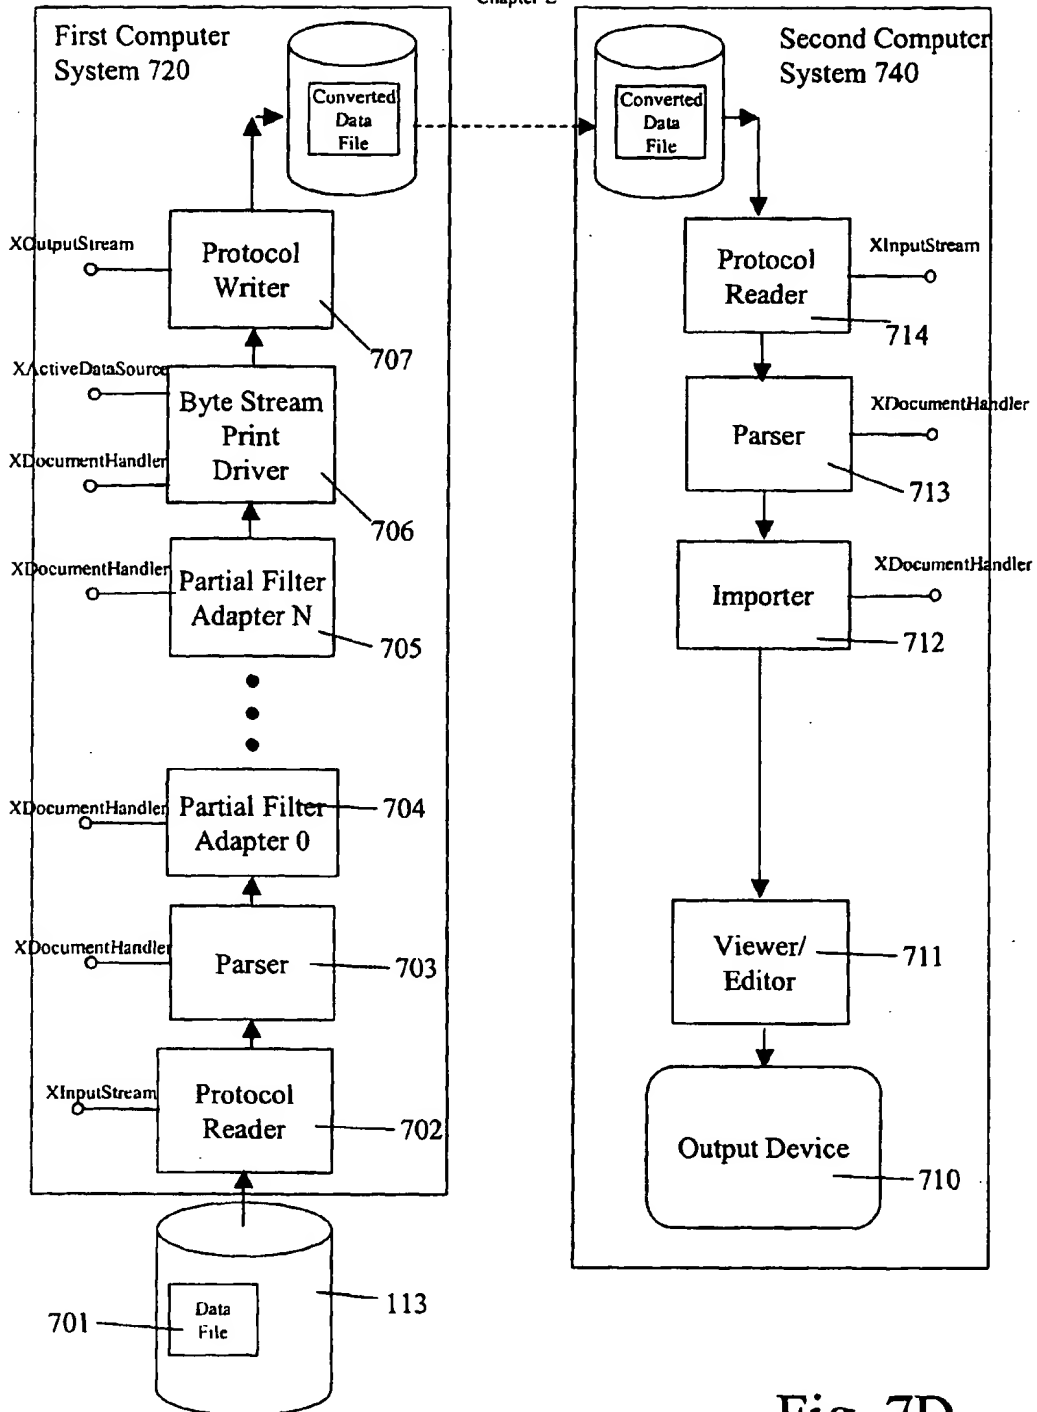 First Computer
System 720
Converted
Data
File
XOutputStream
Protocol
Writer
707
XActiveDataSource
Byte Stream
Print
Driver
XDocumentHandler
706
XDocumentHandler
Partial Filter
Adapter N
705
XDocumentHandler
Partial Filter
Adapter 0
704
XDocumentHandler
Parser
703
XInputStream
Protocol
Reader
702
701
Data
File
113
Second Computer
System 740
Converted
Data
File
Protocol
Reader
XInputStream
714
Parser
XDocumentHandler
713
Importer
XDocumentHandler
712
Viewer/
Editor
711
Output Device
710
Fig. 7D